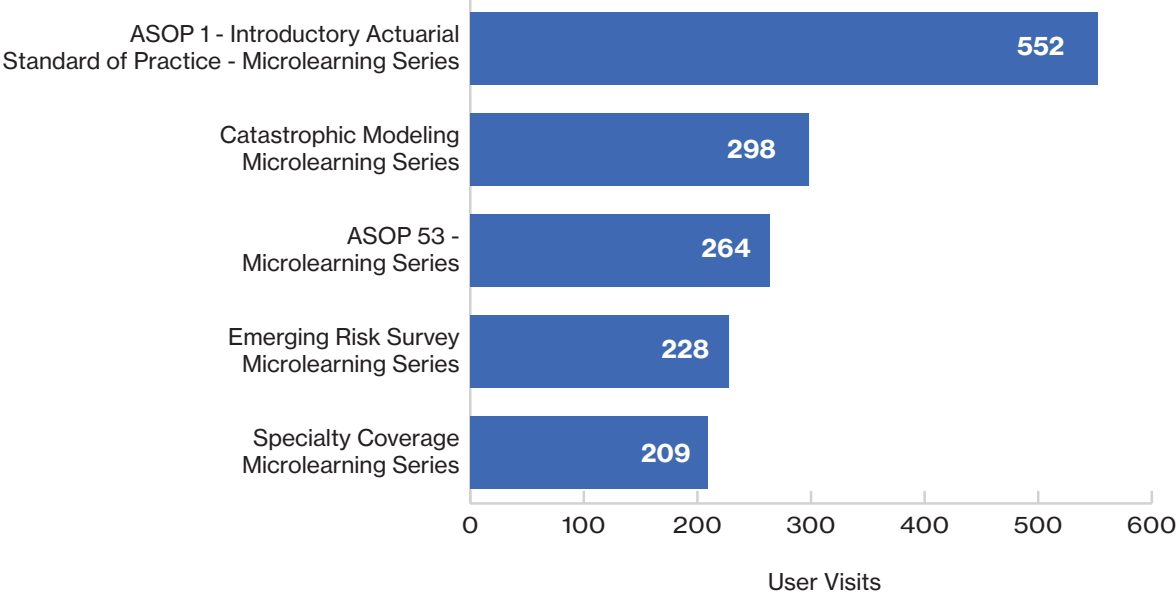 ASOP 1 - Introductory Actuarial
Standard of Practice - Microlearning Series
552
Catastrophic Modeling
Microlearning Series
298
ASOP 53 -
Microlearning Series
264
Emerging Risk Survey
Microlearning Series
228
Specialty Coverage
Microlearning Series
209
0 100 200 300 400 500 600
User Visits